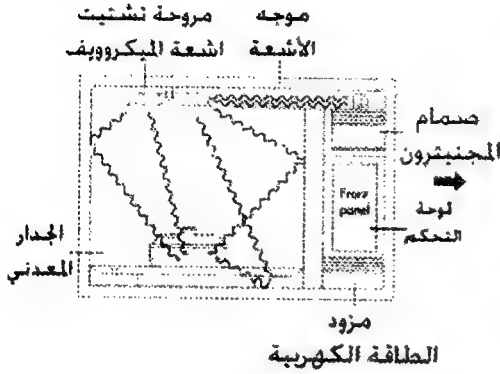 مروحة تشتيت
اشعة الميكروويف
موجه
الأشعة
صمام
المجنيترون
Front
panel
لوحة
التحكم
الجدار
المعدني
مزود
الطاقة الكهربية